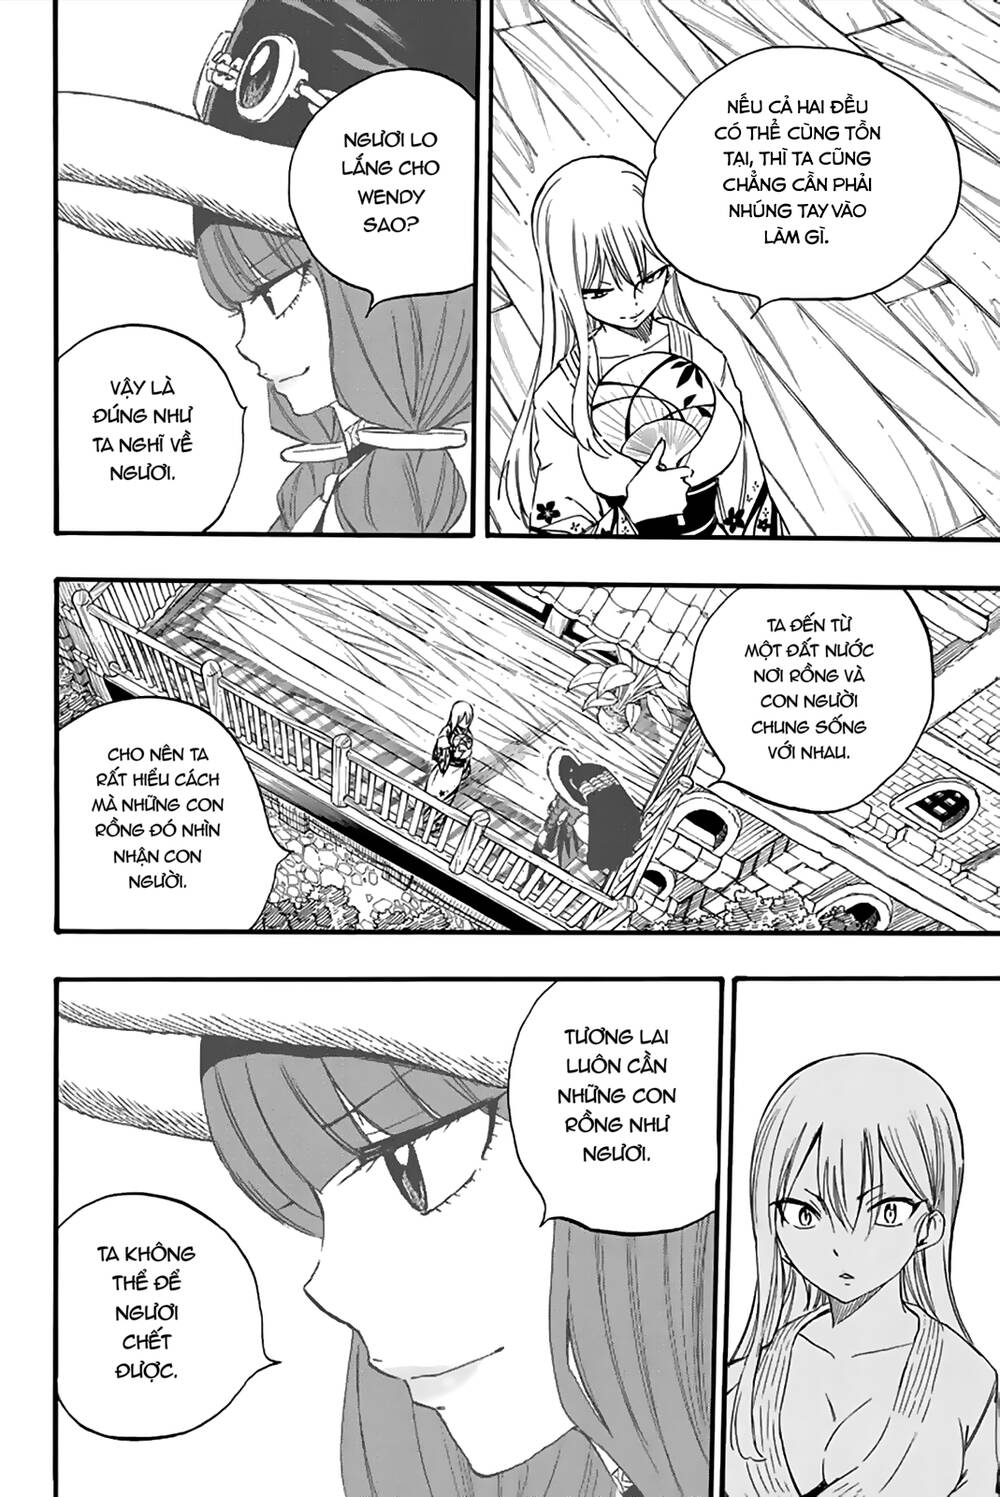 NẾU CẢ HAI ĐỀU
CÓ THỂ CÙNG TỒN
TẠI, THÌ TA CŨNG
CHẲNG CẦN PHẢI
NHÚNG TAY VÀO
LÀM GÌ.
NGƯƠI LO
LẮNG CHO
WENDY
SAO?
VẬY LÀ
ĐÚNG NHƯ
TA NGHĨ VỀ
NGƯƠI.
TA ĐẾN TỪ
MỘT ĐẤT NƯỚC
NƠI RỒNG VÀ
CON NGƯỜI
CHUNG SỐNG
VỚI NHAU.
CHO NÊN TA
RẤT HIỂU CÁCH
MÀ NHỮNG CON
RỒNG ĐÓ NHÌN
NHẬN CON
NGƯỜI.
TƯƠNG LAI
LUÔN CẦN
NHỮNG CON
RỒNG NHƯ
NGƯƠI.
TA KHÔNG
THỂ ĐỂ
NGƯƠI
CHẾT
ĐƯỢC.